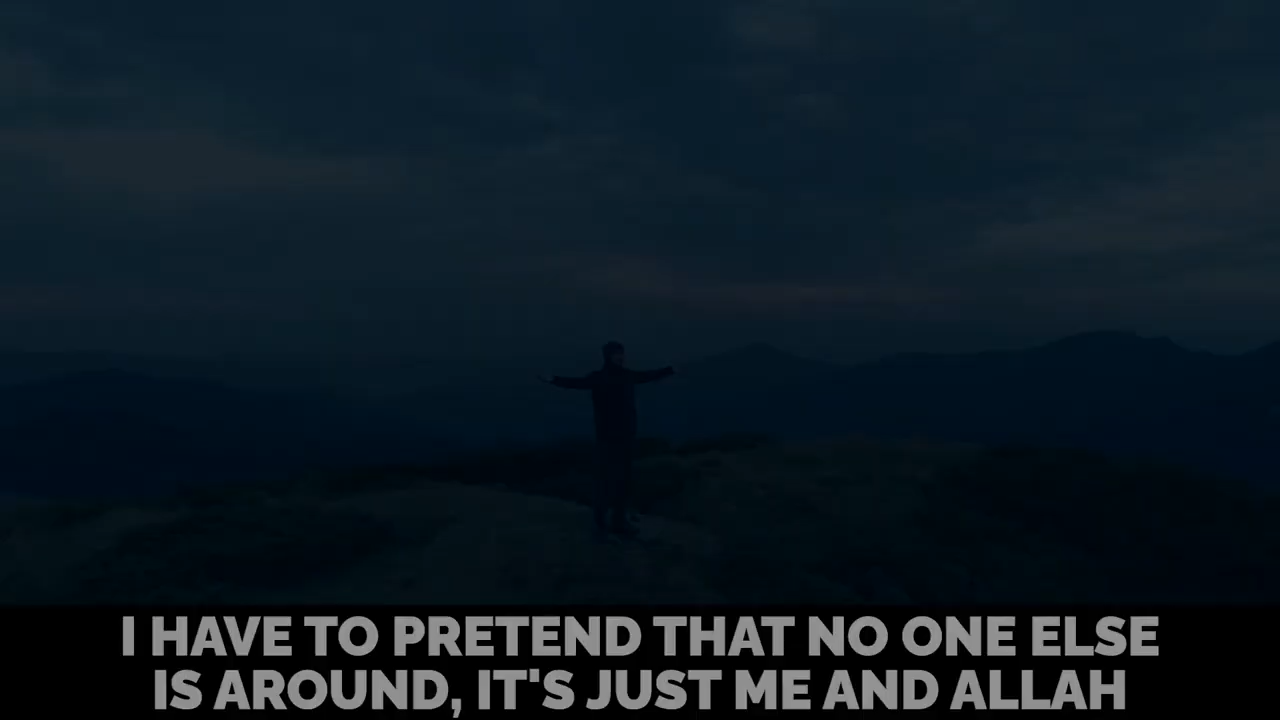 I HAVE TO PRETEND THAT NO ONE ELSE
IS AROUND, IT'S JUST ME AND ALLAH